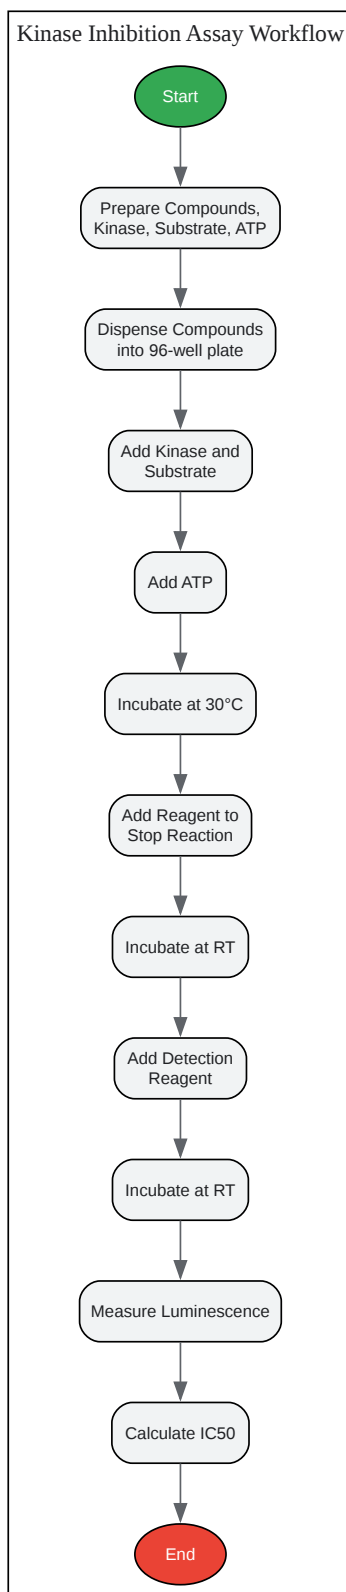 Kinase Inhibition Assay Workflow
Start
Prepare Compounds,
Kinase, Substrate, ATP
Dispense Compounds
into 96-well plate
Add Kinase and
Substrate
Add ATP
Incubate at 30°C
Add Reagent to
Stop Reaction
Incubate at RT
Add Detection
Reagent
Incubate at RT
Measure Luminescence
Calculate IC50
End